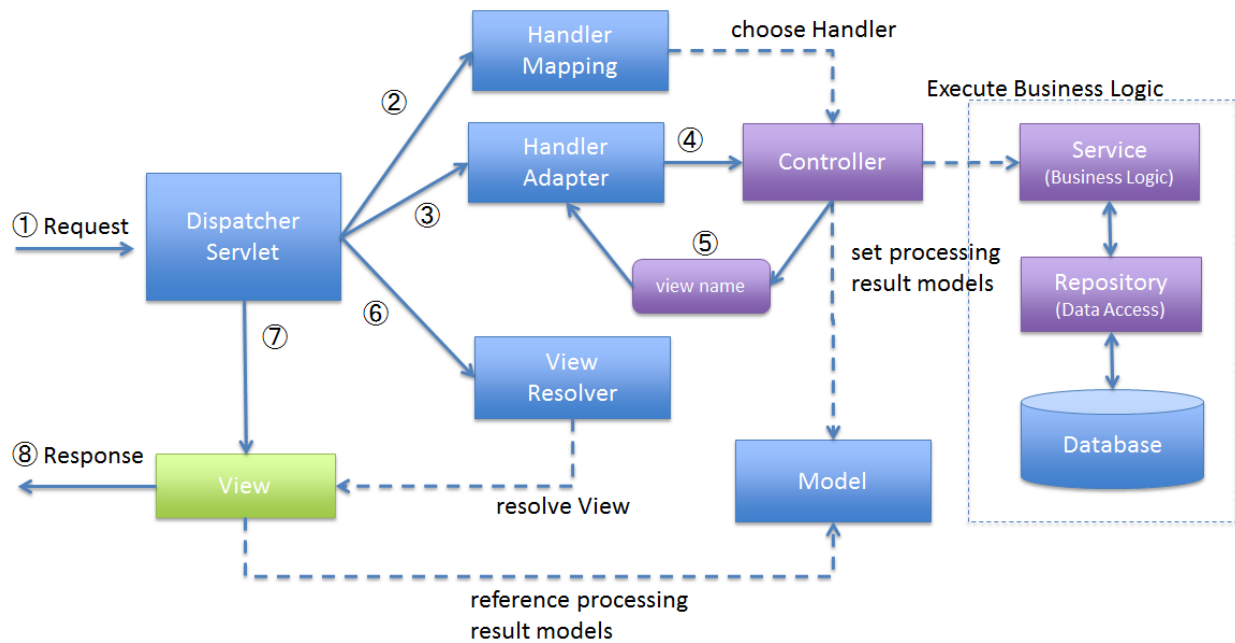 Handler
Mapping
choose Handler
Execute Business Logic
②
Handler
Adapter
④
Controller
Service
(Business Logic)
① Request
Dispatcher
Servlet
③
⑤
view name
set processing
result models
Repository
(Data Access)
⑥
⑦
View
Resolver
⑧ Response
View
resolve View
Model
Database
reference processing
result models